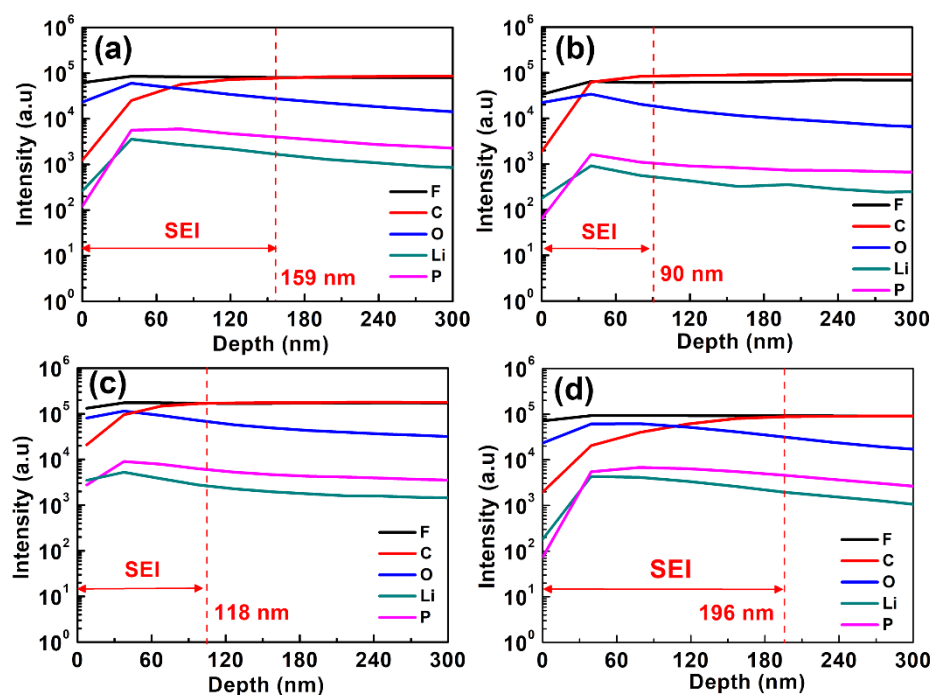 (a)
10^6
10^5
10^4
10^3
10^2
10^1
10^0
Intensity (a.u)
F
C
O
Li
P
SEI
159 nm
0 60 120 180 240 300
Depth (nm)
(b)
10^6
10^5
10^4
10^3
10^2
10^1
10^0
Intensity (a.u)
F
C
O
Li
P
SEI
90 nm
0 60 120 180 240 300
Depth (nm)
(c)
10^6
10^5
10^4
10^3
10^2
10^1
10^0
Intensity (a.u)
F
C
O
Li
P
SEI
118 nm
0 60 120 180 240 300
Depth (nm)
(d)
10^6
10^5
10^4
10^3
10^2
10^1
10^0
Intensity (a.u)
F
C
O
Li
P
SEI
196 nm
0 60 120 180 240 300
Depth (nm)